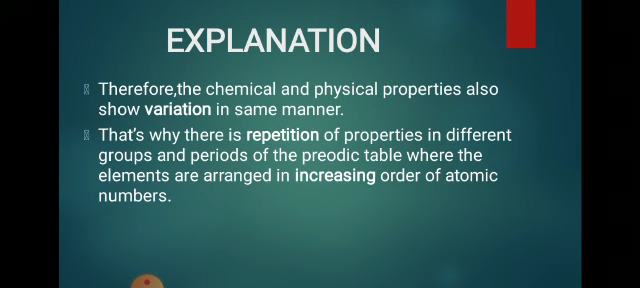 EXPLANATION
Therefore,the chemical and physical properties also
show variation in same manner.
That's why there is repetition of properties in different
groups and periods of the preodic table where the
elements are arranged in increasing order of atomic
numbers.